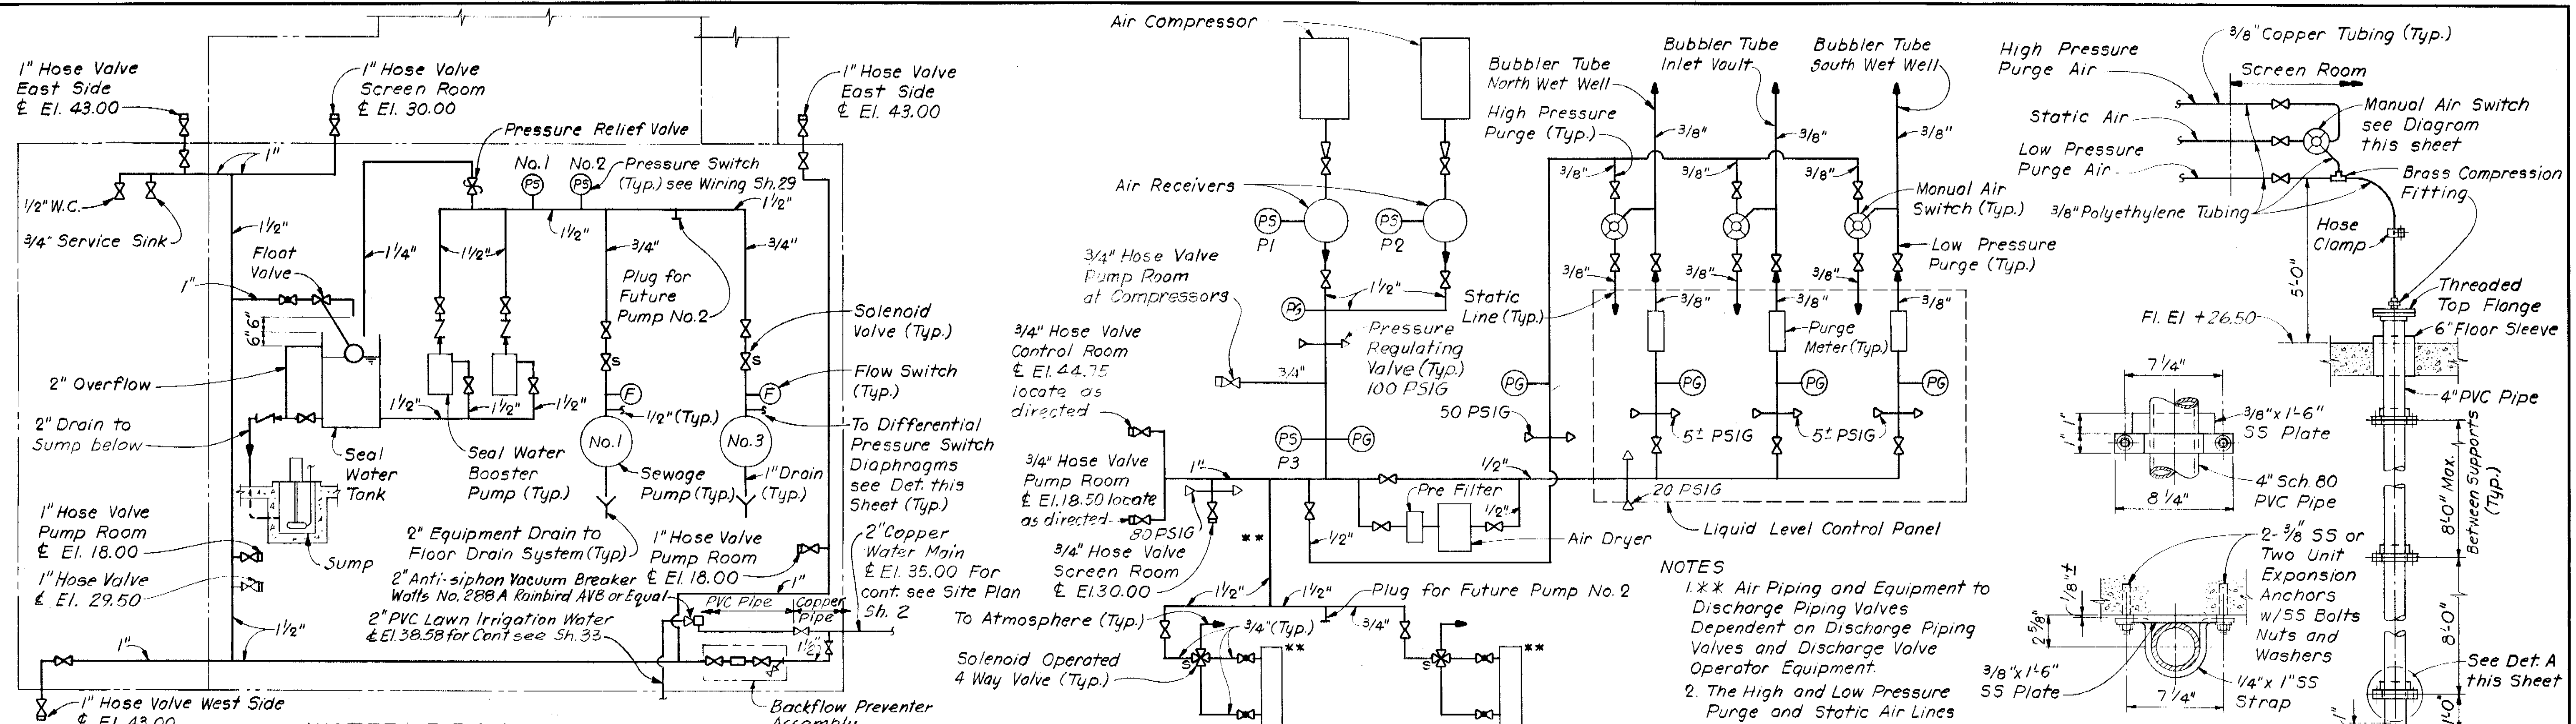 1" Hose Valve
East Side
℄ El. 43.00
1" Hose Valve
Screen Room
℄ El. 30.00
1" Hose Valve
East Side
℄ El. 43.00
Pressure Relief Valve
No.1
No.2
Pressure Switch
(Typ.) see Wiring Sh.29
PS
PS
1"
1/2" W.C.
3/4" Service Sink
1 1/2"
1 1/2"
1 1/2"
Float
Valve
1"
1 1/4"
1 1/2"
3/4"
3/4"
Plug for
Future
Pump No.2
Solenoid
Valve (Typ.)
S
S
6" 6"
2" Overflow
Flow Switch
(Typ.)
F
F
1 1/2"
1 1/2"
1 1/2"
1/2" (Typ.)
2" Drain to
Sump below
Seal
Water
Tank
Seal Water
Booster
Pump (Typ.)
No.1
No.3
Sewage
Pump (Typ.)
1" Drain
(Typ.)
To Differential
Pressure Switch
Diaphragms
see Det. this
Sheet (Typ.)
1" Hose Valve
Pump Room
℄ El. 18.00
Sump
1" Hose Valve
℄ El. 29.50
2" Equipment Drain to
Floor Drain System (Typ)
1" Hose Valve
Pump Room
℄ El. 18.00
2" Copper
Water Main
℄ El. 35.00 For
cont. see Site Plan
Sh. 2
2" Anti-siphon Vacuum Breaker
Watts No. 288A Rainbird AVB or Equal
1"
PVC Pipe
Copper
Pipe
2" PVC Lawn Irrigation Water
℄ El. 38.58 for Cont see Sh. 33
1 1/2"
1"
1 1/2"
1" Hose Valve West Side
℄ El. 43.00
Backflow Preventer
Assembly
Air Compressor
Air Receivers
PS
P1
PS
P2
3/4" Hose Valve
Pump Room
at Compressors
1 1/2"
PG
Pressure
Regulating
Valve (Typ.)
100 PSIG
3/4"
3/4" Hose Valve
Control Room
℄ El. 44.75
locate as
directed
PS
P3
PG
3/4" Hose Valve
Pump Room
℄ El. 18.50 locate
as directed
1"
80 PSIG
3/4" Hose Valve
Screen Room
℄ El. 30.00
**
1/2"
Pre Filter
1/2"
1/2"
Air Dryer
1 1/2"
1 1/2"
1 1/2"
Plug for Future Pump No. 2
To Atmosphere (Typ.)
3/4" (Typ.)
3/4"
Solenoid Operated
4 Way Valve (Typ.)
S
S
**
**
Bubbler Tube
North Wet Well
Bubbler Tube
Inlet Vault
Bubbler Tube
South Wet Well
High Pressure
Purge (Typ.)
3/8"
3/8"
3/8"
3/8"
3/8"
3/8"
Manual Air
Switch (Typ.)
Low Pressure
Purge (Typ.)
3/8"
3/8"
3/8"
Static
Line (Typ.)
3/8"
3/8"
3/8"
Purge
Meter (Typ.)
PG
PG
PG
PG
50 PSIG
5± PSIG
5± PSIG
20 PSIG
Liquid Level Control Panel
NOTES
1. ** Air Piping and Equipment to
Discharge Piping Valves
Dependent on Discharge Piping
Valves and Discharge Valve
Operator Equipment.
2. The High and Low Pressure
Purge and Static Air Lines
3/8" Copper Tubing (Typ.)
High Pressure
Purge Air
Screen Room
Static Air
Manual Air Switch
see Diagram
this sheet
Low Pressure
Purge Air
Brass Compression
Fitting
3/8" Polyethylene Tubing
Hose
Clamp
5'-0"
Threaded
Top Flange
Fl. El +26.50
6" Floor Sleeve
7 1/4"
4" PVC Pipe
3/8" x 1'-6"
SS Plate
1" 1"
4" Sch. 80
PVC Pipe
8 1/4"
8'-0" Max.
Between Supports
(Typ.)
2-3/8 SS or
Two Unit
Expansion
Anchors
w/SS Bolts
Nuts and
Washers
1/8" ±
2 5/8"
3/8" x 1'-6"
SS Plate
7 1/4"
1/4" x 1" SS
Strap
8'-0"
See Det. A
this Sheet
1"
1'-0"